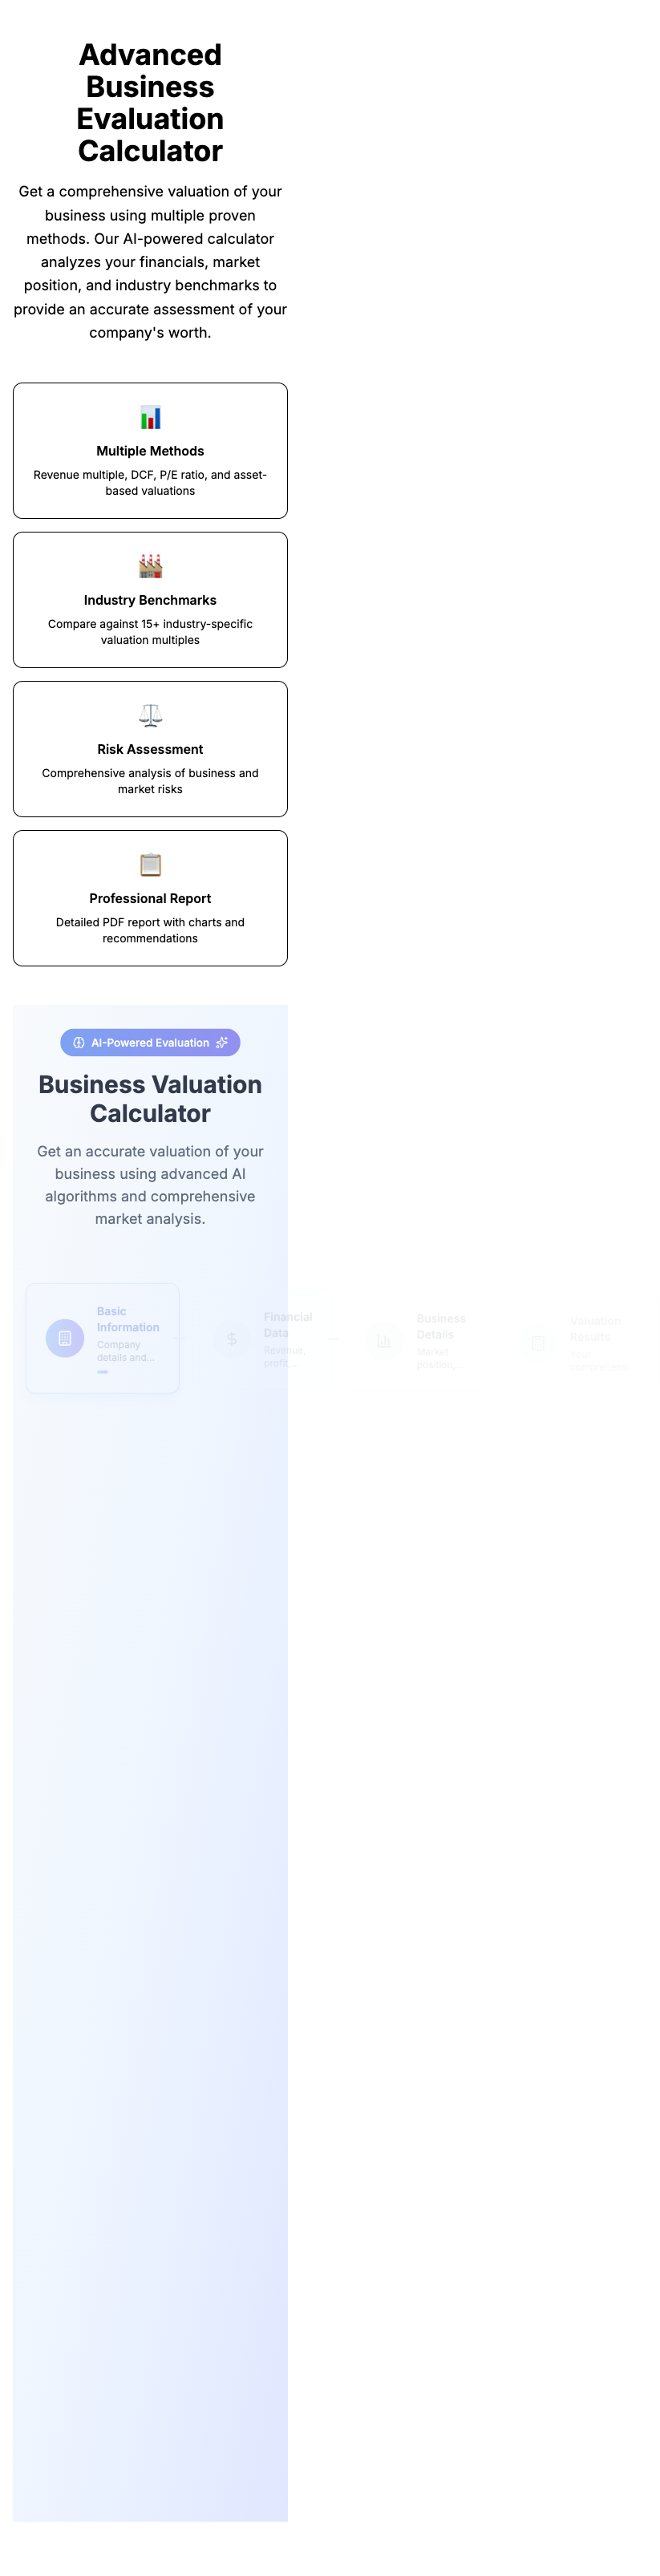 Advanced
Business
Evaluation
Calculator
Get a comprehensive valuation of your
business using multiple proven
methods. Our AI-powered calculator
analyzes your financials, market
position, and industry benchmarks to
provide an accurate assessment of your
company's worth.
Multiple Methods
Revenue multiple, DCF, P/E ratio, and asset-
based valuations
Industry Benchmarks
Compare against 15+ industry-specific
valuation multiples
Risk Assessment
Comprehensive analysis of business and
market risks
Professional Report
Detailed PDF report with charts and
recommendations
AI-Powered Evaluation
Business Valuation
Calculator
Get an accurate valuation of your
business using advanced AI
algorithms and comprehensive
market analysis.
Basic
Information
Company
details and...
Financial
Data
Revenue,
profit,...
Business
Details
Market
position,...
Valuation
Results
Your